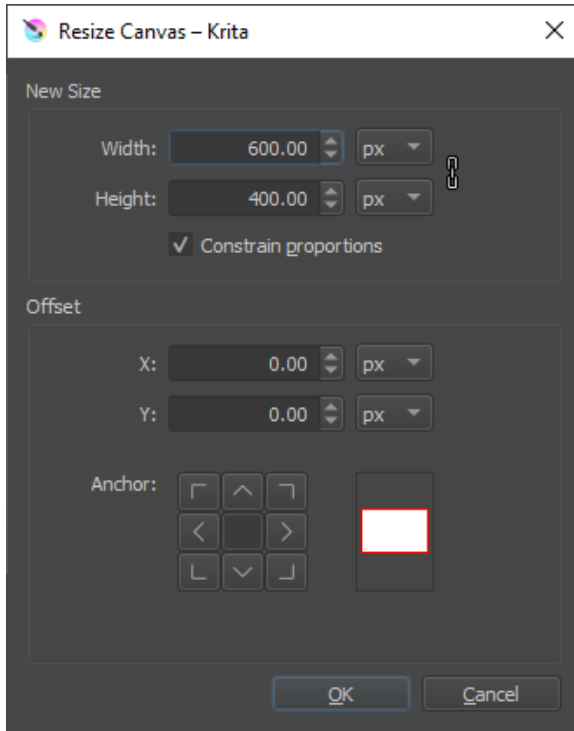 Resize Canvas – Krita
New Size
Width: 600.00 px
Height: 400.00 px
Constrain proportions
Offset
X: 0.00 px
Y: 0.00 px
Anchor:
OK Cancel